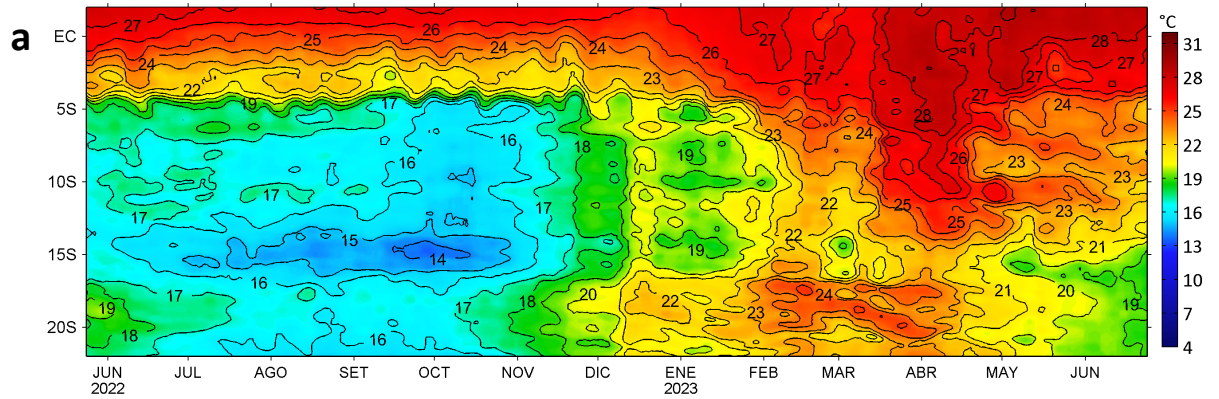 a
°C
EC
5S
10S
15S
20S
27 26 27 28
25 24 24 26 27 27
24 23
22
19 17 24
16 18 23 24 28
16 19 26 23
17 17 22 25 23
17 25 23
15 22 21
14 19
16
17 17 18 20 22 24 21 20 19
19 23
18 16
JUN JUL AGO SET OCT NOV DIC ENE FEB MAR ABR MAY JUN
2022 2023
31
28
25
22
19
16
13
10
7
4